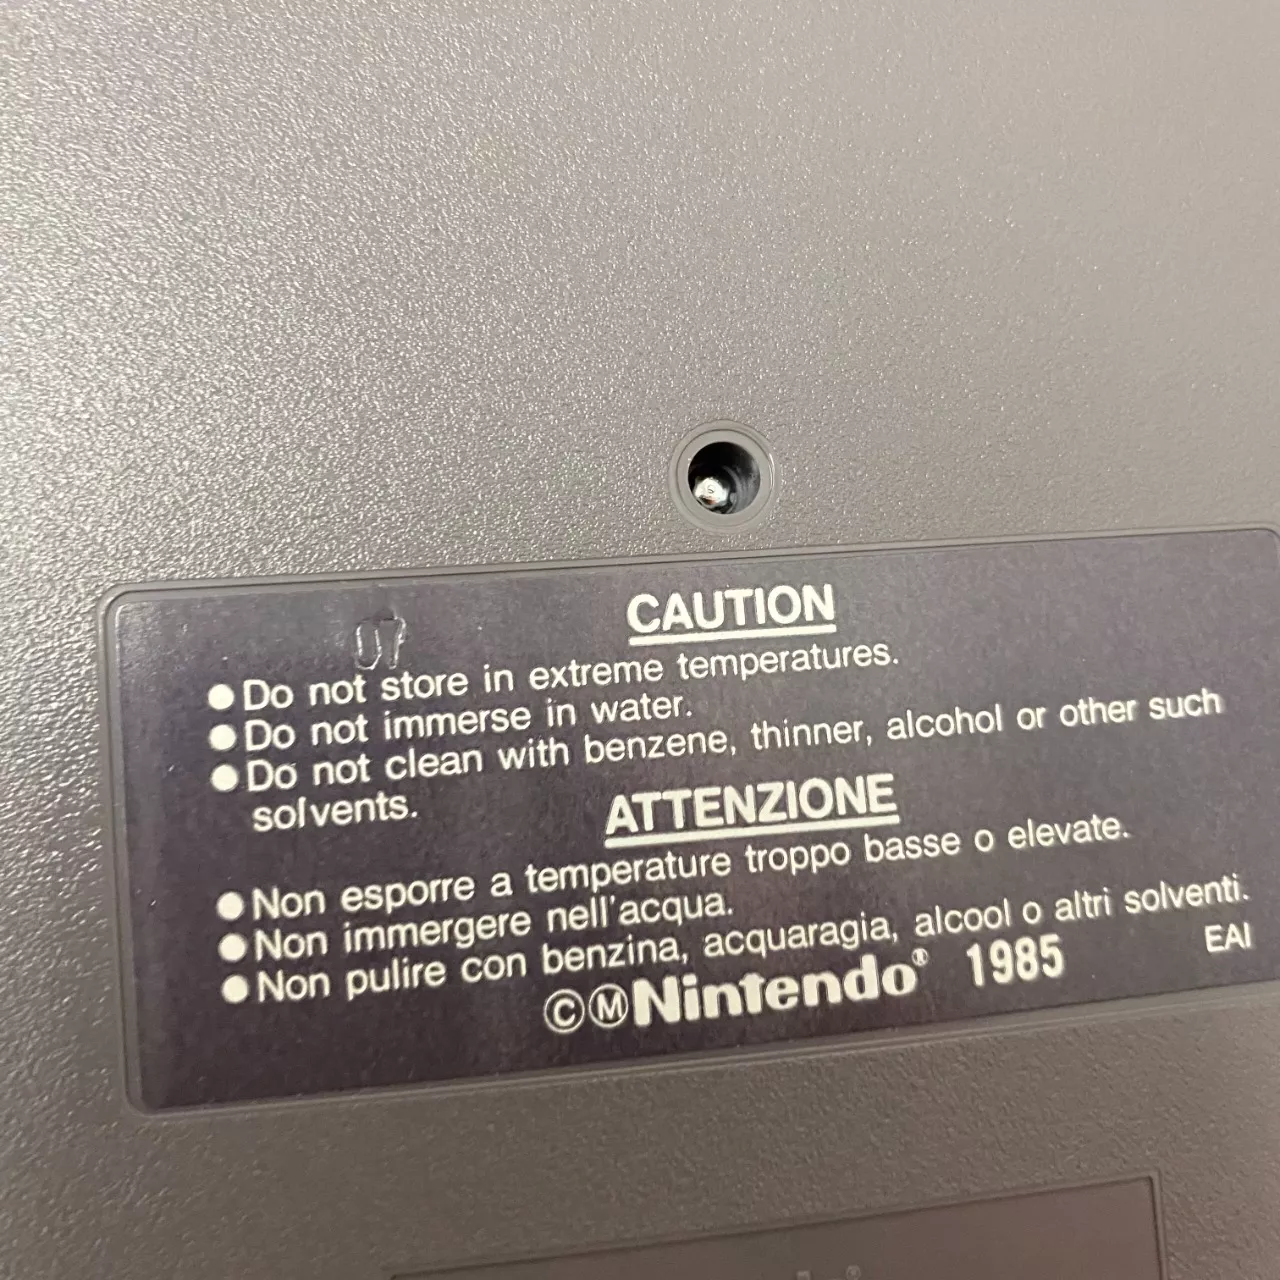 CAUTION
07
●Do not store in extreme temperatures.
●Do not immerse in water.
●Do not clean with benzene, thinner, alcohol or other such
solvents.
ATTENZIONE
●Non esporre a temperature troppo basse o elevate.
●Non immergere nell'acqua.
●Non pulire con benzina, acquaragia, alcool o altri solventi.
ⒸⓂNintendo® 1985
EAI